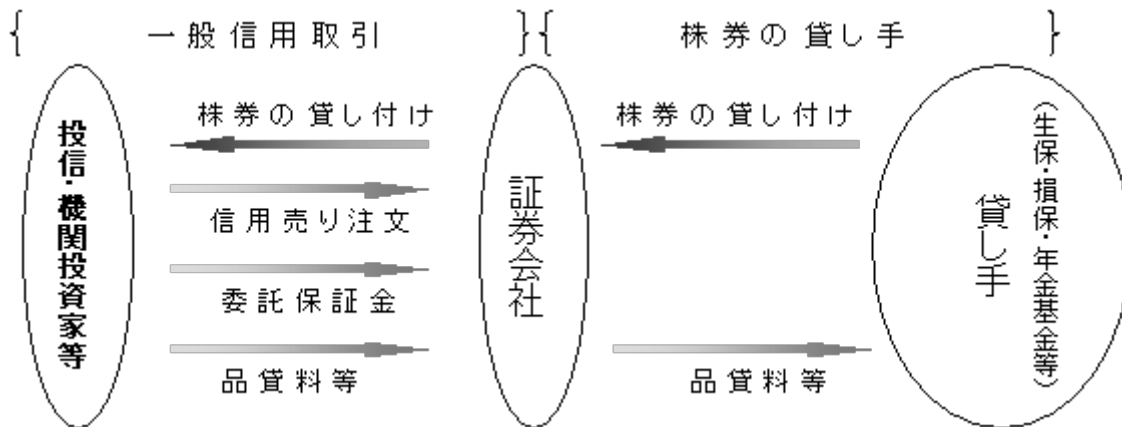 { 一般信用取引 } { 株券の貸し手 }
投信・機関投資家等
株券の貸し付け
信用売り注文
委託保証金
品貸料等
証券会社
株券の貸し付け
品貸料等
貸し手
(生保・損保・年金基金等)